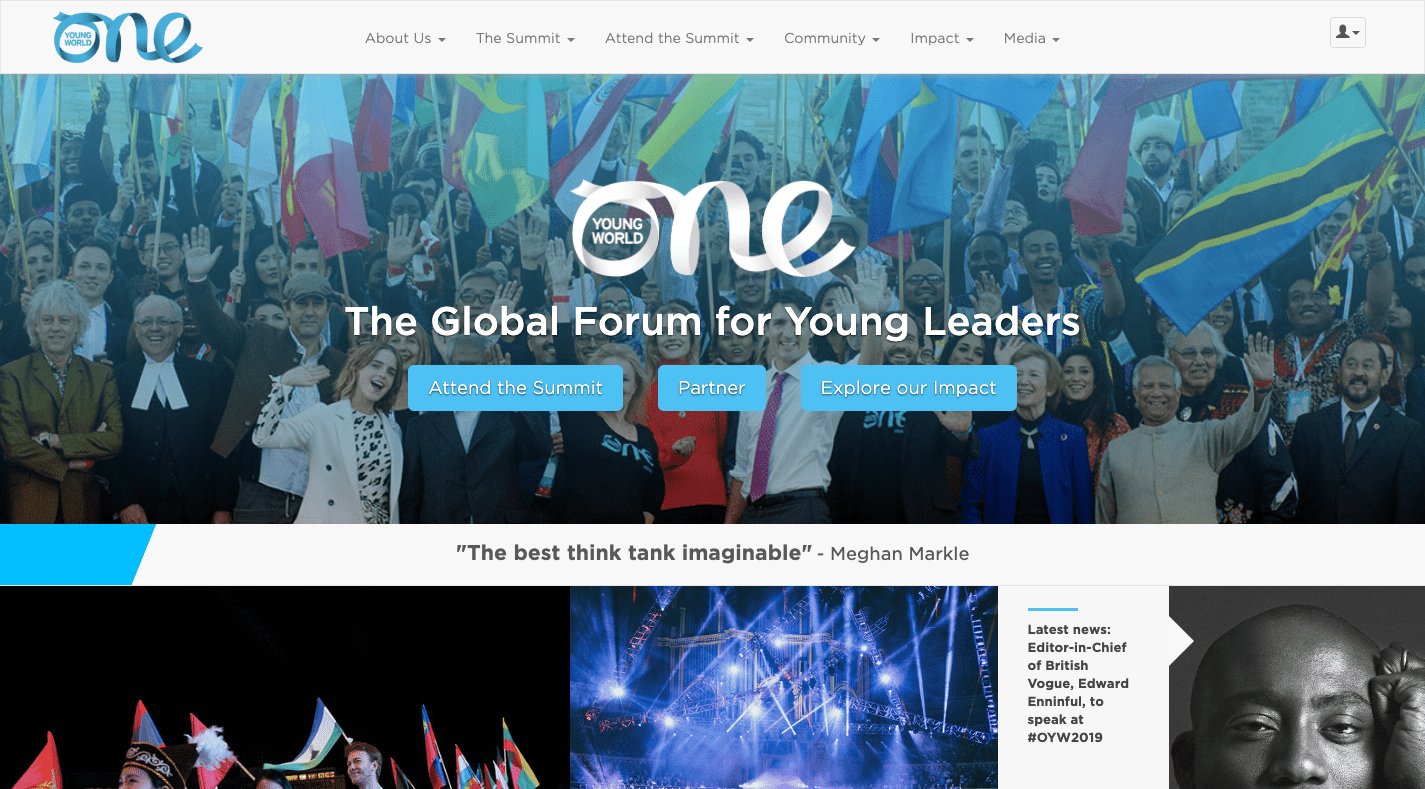 YOUNG
WORLD
one
About Us
The Summit
Attend the Summit
Community
Impact
Media
YOUNG
WORLD
one
The Global Forum for Young Leaders
Attend the Summit
Partner
Explore our Impact
one
one
"The best think tank imaginable" - Meghan Markle
Latest news:
Editor-in-Chief
of British
Vogue, Edward
Enninful, to
speak at
#OYW2019